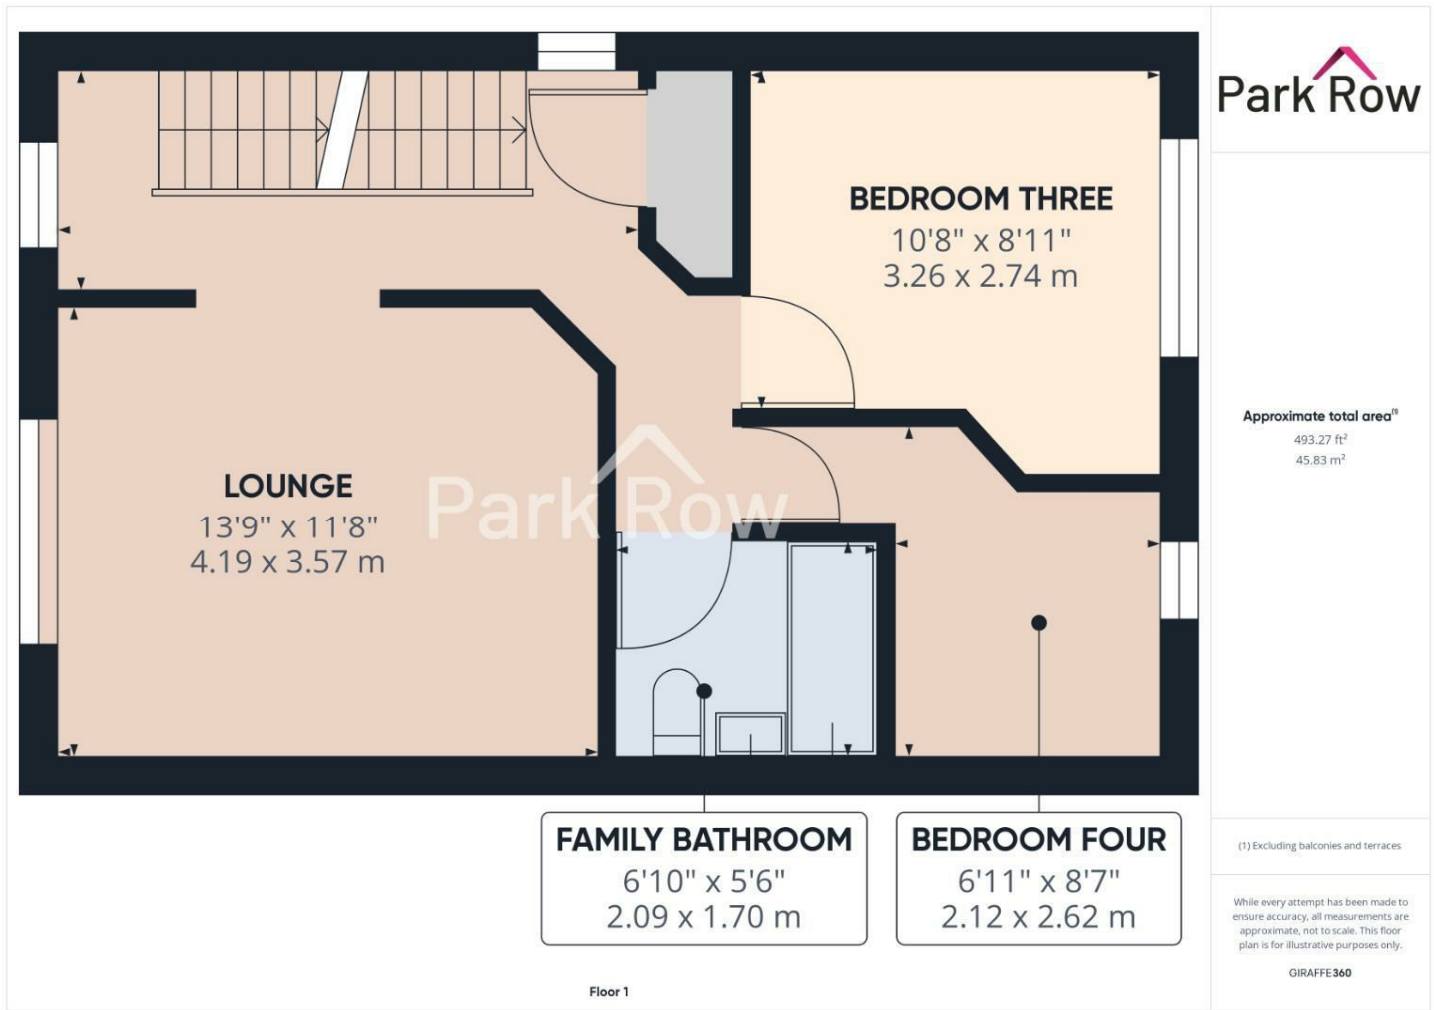 Park Row
BEDROOM THREE
10'8" x 8'11"
3.26 x 2.74 m
LOUNGE
13'9" x 11'8"
4.19 x 3.57 m
Park Row
FAMILY BATHROOM
6'10" x 5'6"
2.09 x 1.70 m
BEDROOM FOUR
6'11" x 8'7"
2.12 x 2.62 m
Floor 1
Approximate total area(1)
493.27 ft²
45.83 m²
(1) Excluding balconies and terraces
While every attempt has been made to
ensure accuracy, all measurements are
approximate, not to scale. This floor
plan is for illustrative purposes only.
GIRAFFE360